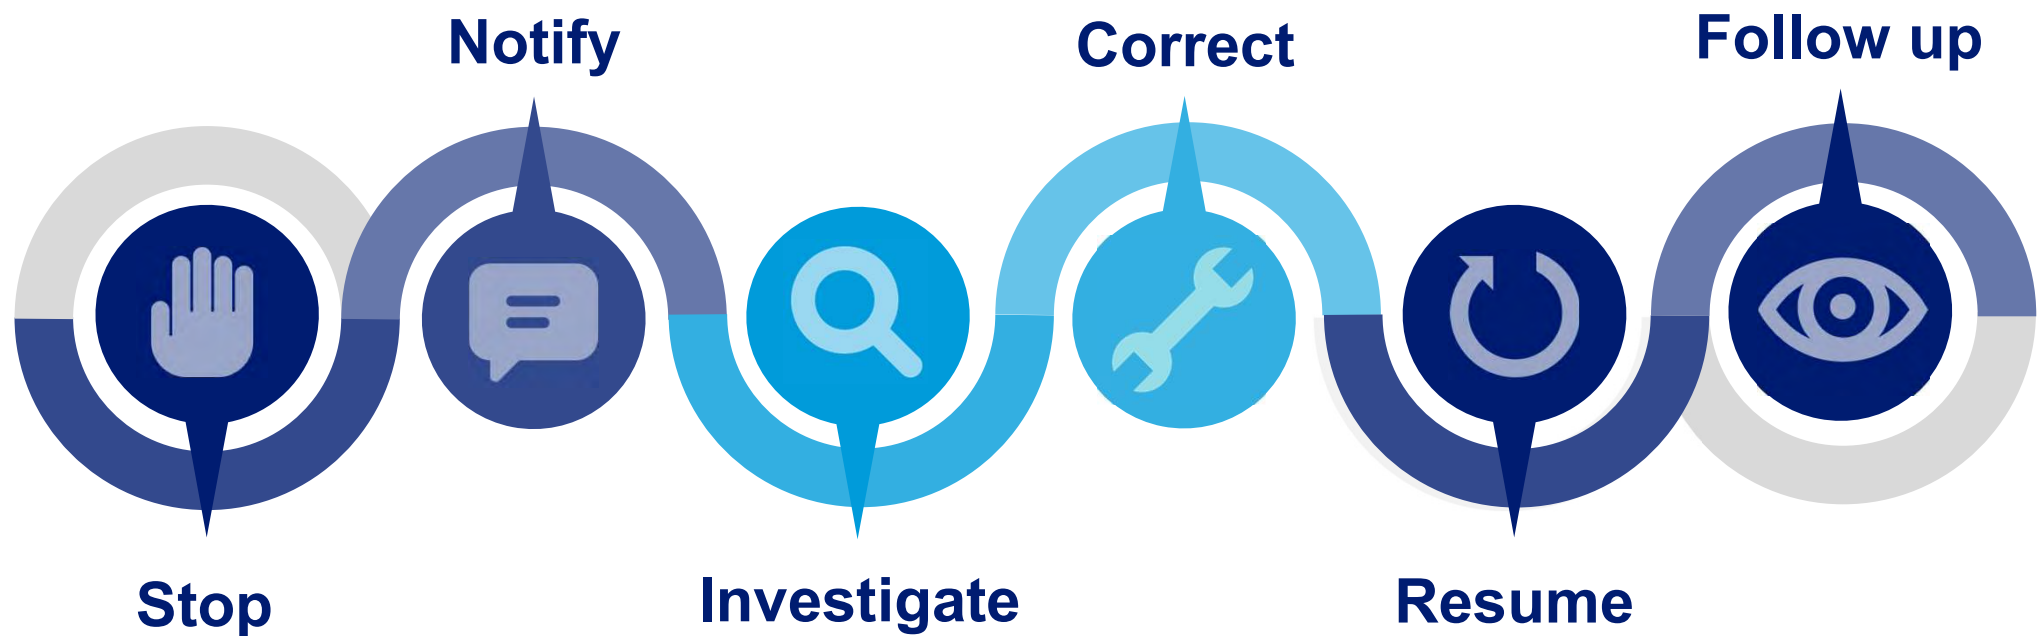 Stop
Notify
Investigate
Correct
Resume
Follow up